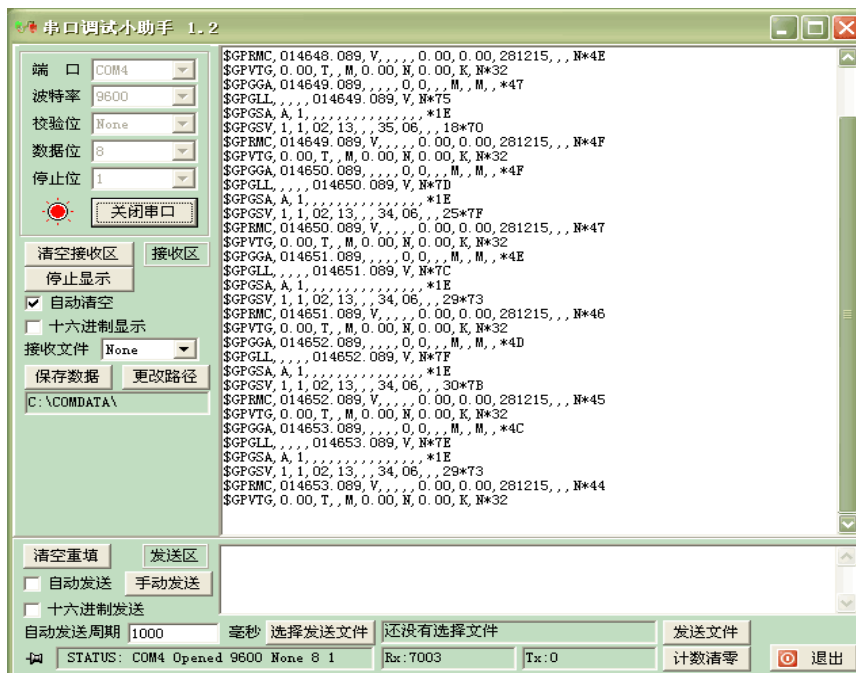 串口调试小助手 1.2
端 口 COM4
波特率 9600
校验位 None
数据位 8
停止位 1
关闭串口
清空接收区 接收区
停止显示
自动清空
十六进制显示
接收文件 None
保存数据 更改路径
C:\COMDATA\
$GPRMC,014648.089,V,,,,,0.00,0.00,281215,,,N*4E
$GPVTG,0.00,T,,M,0.00,N,0.00,K,N*32
$GPGGA,014649.089,,,,,0,0,,,M,,M,,*47
$GPGLL,,,,,014649.089,V,N*75
$GPGSA,A,1,,,,,,,,,,,,,,,*1E
$GPGSV,1,1,02,13,,,35,06,,,18*70
$GPRMC,014649.089,V,,,,,0.00,0.00,281215,,,N*4F
$GPVTG,0.00,T,,M,0.00,N,0.00,K,N*32
$GPGGA,014650.089,,,,,0,0,,,M,,M,,*4F
$GPGLL,,,,,014650.089,V,N*7D
$GPGSA,A,1,,,,,,,,,,,,,,,*1E
$GPGSV,1,1,02,13,,,34,06,,,25*7F
$GPRMC,014650.089,V,,,,,0.00,0.00,281215,,,N*47
$GPVTG,0.00,T,,M,0.00,N,0.00,K,N*32
$GPGGA,014651.089,,,,,0,0,,,M,,M,,*4E
$GPGLL,,,,,014651.089,V,N*7C
$GPGSA,A,1,,,,,,,,,,,,,,,*1E
$GPGSV,1,1,02,13,,,34,06,,,29*73
$GPRMC,014651.089,V,,,,,0.00,0.00,281215,,,N*46
$GPVTG,0.00,T,,M,0.00,N,0.00,K,N*32
$GPGGA,014652.089,,,,,0,0,,,M,,M,,*4D
$GPGLL,,,,,014652.089,V,N*7F
$GPGSA,A,1,,,,,,,,,,,,,,,*1E
$GPGSV,1,1,02,13,,,34,06,,,30*7B
$GPRMC,014652.089,V,,,,,0.00,0.00,281215,,,N*45
$GPVTG,0.00,T,,M,0.00,N,0.00,K,N*32
$GPGGA,014653.089,,,,,0,0,,,M,,M,,*4C
$GPGLL,,,,,014653.089,V,N*7E
$GPGSA,A,1,,,,,,,,,,,,,,,*1E
$GPGSV,1,1,02,13,,,34,06,,,29*73
$GPRMC,014653.089,V,,,,,0.00,0.00,281215,,,N*44
$GPVTG,0.00,T,,M,0.00,N,0.00,K,N*32
清空重填 发送区
自动发送 手动发送
十六进制发送
自动发送周期 1000 毫秒 选择发送文件 还没有选择文件 发送文件
STATUS: COM4 Opened 9600 None 8 1 Rx:7003 Tx:0 计数清零 退出